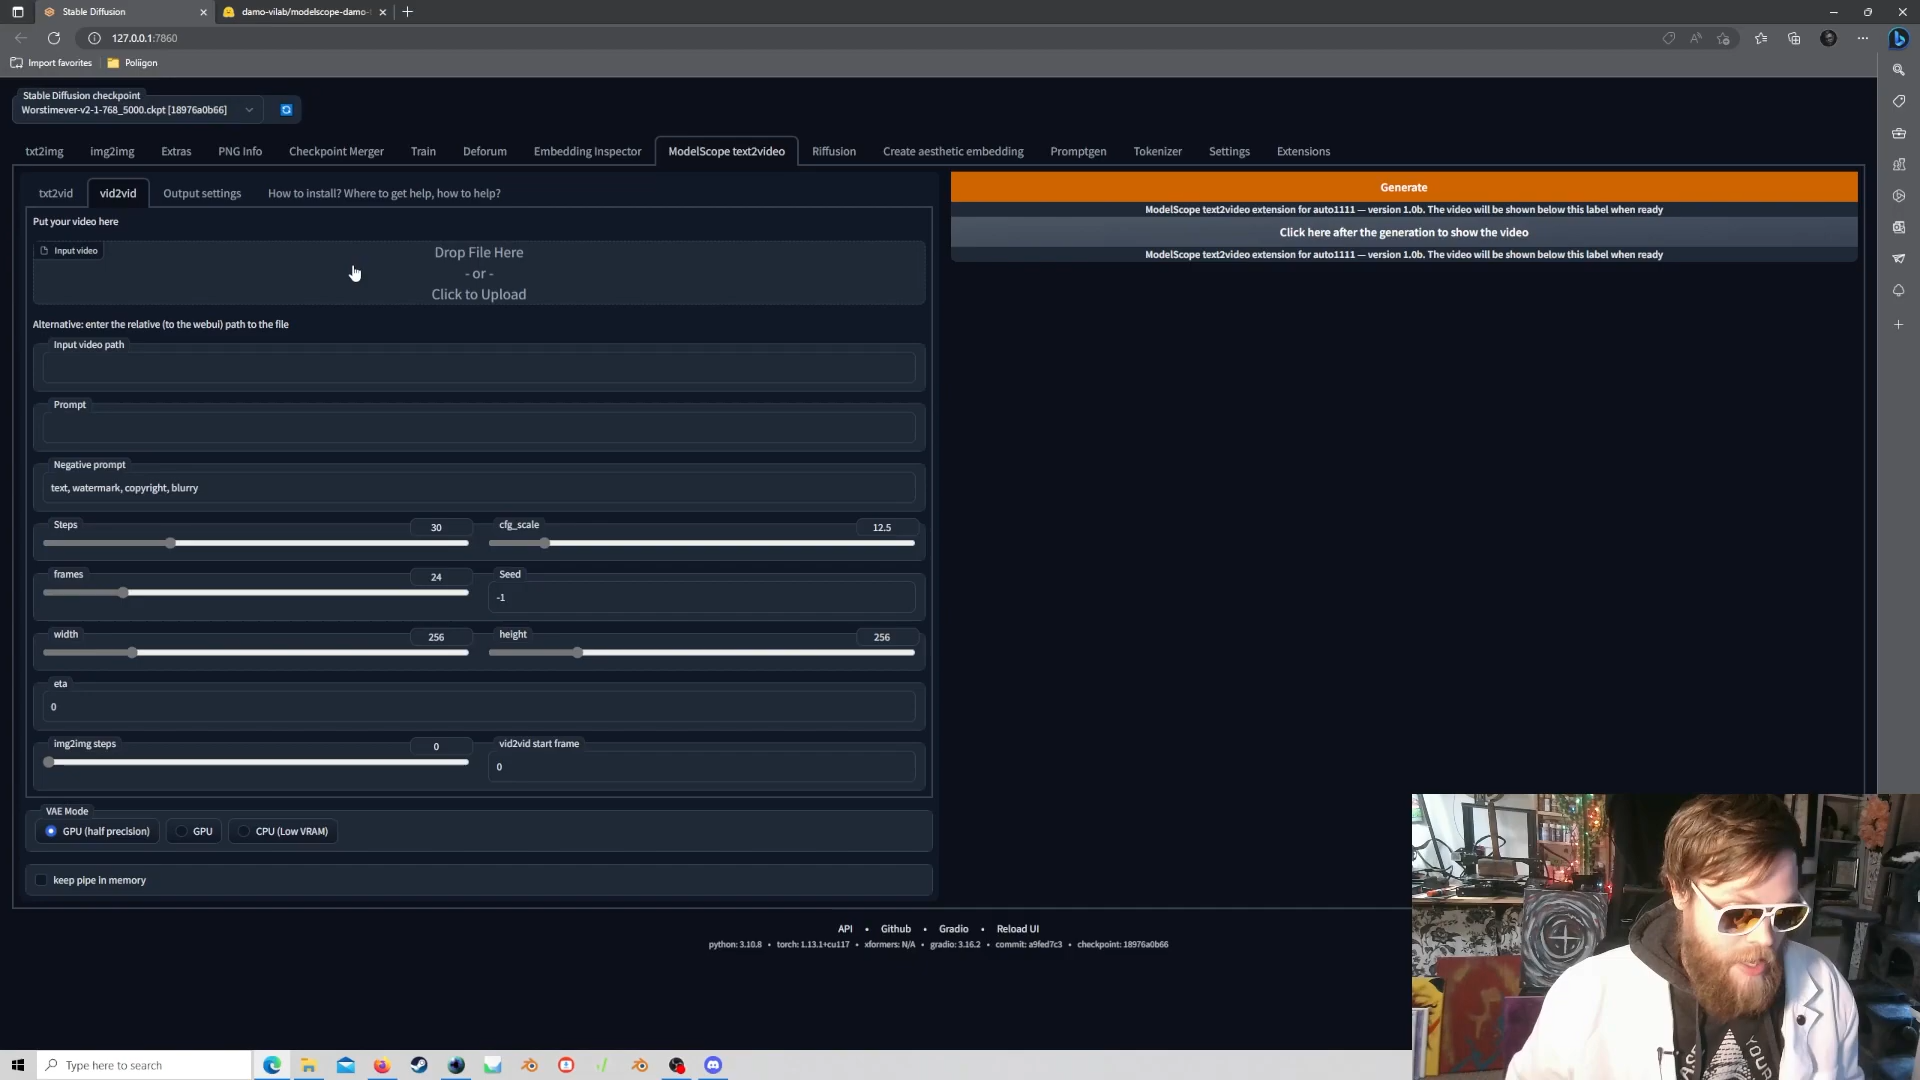 Stable Diffusion
damo-vilab/modelscope-damo-
127.0.0.1:7860
Import favorites
Poliigon
Stable Diffusion checkpoint
Worstimever-v2-1-768_5000.ckpt [18976a0b66]
txt2img
img2img
Extras
PNG Info
Checkpoint Merger
Train
Deforum
Embedding Inspector
ModelScope text2video
Riffusion
Create aesthetic embedding
Promptgen
Tokenizer
Settings
Extensions
txt2vid
vid2vid
Output settings
How to install? Where to get help, how to help?
Put your video here
Input video
Drop File Here
- or -
Click to Upload
Alternative: enter the relative (to the webui) path to the file
Input video path
Prompt
Negative prompt
text, watermark, copyright, blurry
Steps
30
cfg_scale
12.5
frames
24
Seed
-1
width
256
height
256
eta
0
img2img steps
0
vid2vid start frame
0
VAE Mode
GPU (half precision)
GPU
CPU (Low VRAM)
keep pipe in memory
Generate
ModelScope text2video extension for auto1111 — version 1.0b. The video will be shown below this label when ready
Click here after the generation to show the video
ModelScope text2video extension for auto1111 — version 1.0b. The video will be shown below this label when ready
API • Github • Gradio • Reload UI
python: 3.10.8 • torch: 1.13.1+cu117 • xformers: N/A • gradio: 3.16.2 • commit: a9fed7c3 • checkpoint: 18976a0b66
Type here to search
YOUR